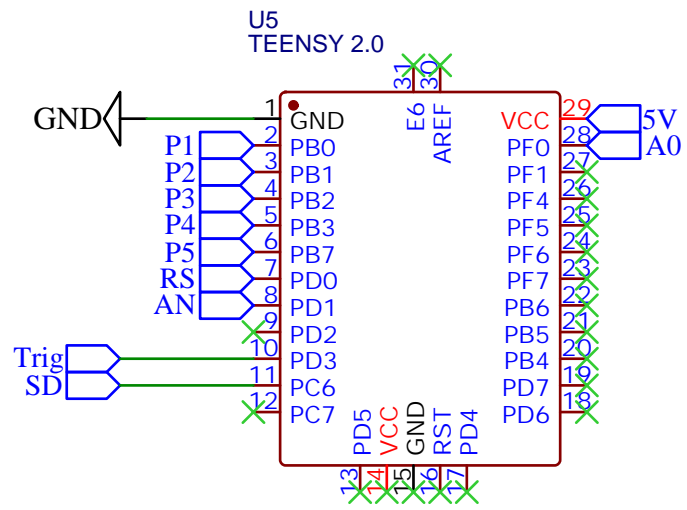 U5
TEENSY 2.0
31 30
E6 AREF
GND 1 GND VCC 29 5V
P1 2 PB0 PF0 28 A0
P2 3 PB1 PF1 27
P3 4 PB2 PF4 26
P4 5 PB3 PF5 25
P5 6 PB7 PF6 24
RS 7 PD0 PF7 23
AN 8 PD1 PB6 22
9 PD2 PB5 21
Trig 10 PD3 PB4 20
SD 11 PC6 PD7 19
12 PC7 PD6 18
PD5 VCC GND RST PD4
13 14 15 16 17